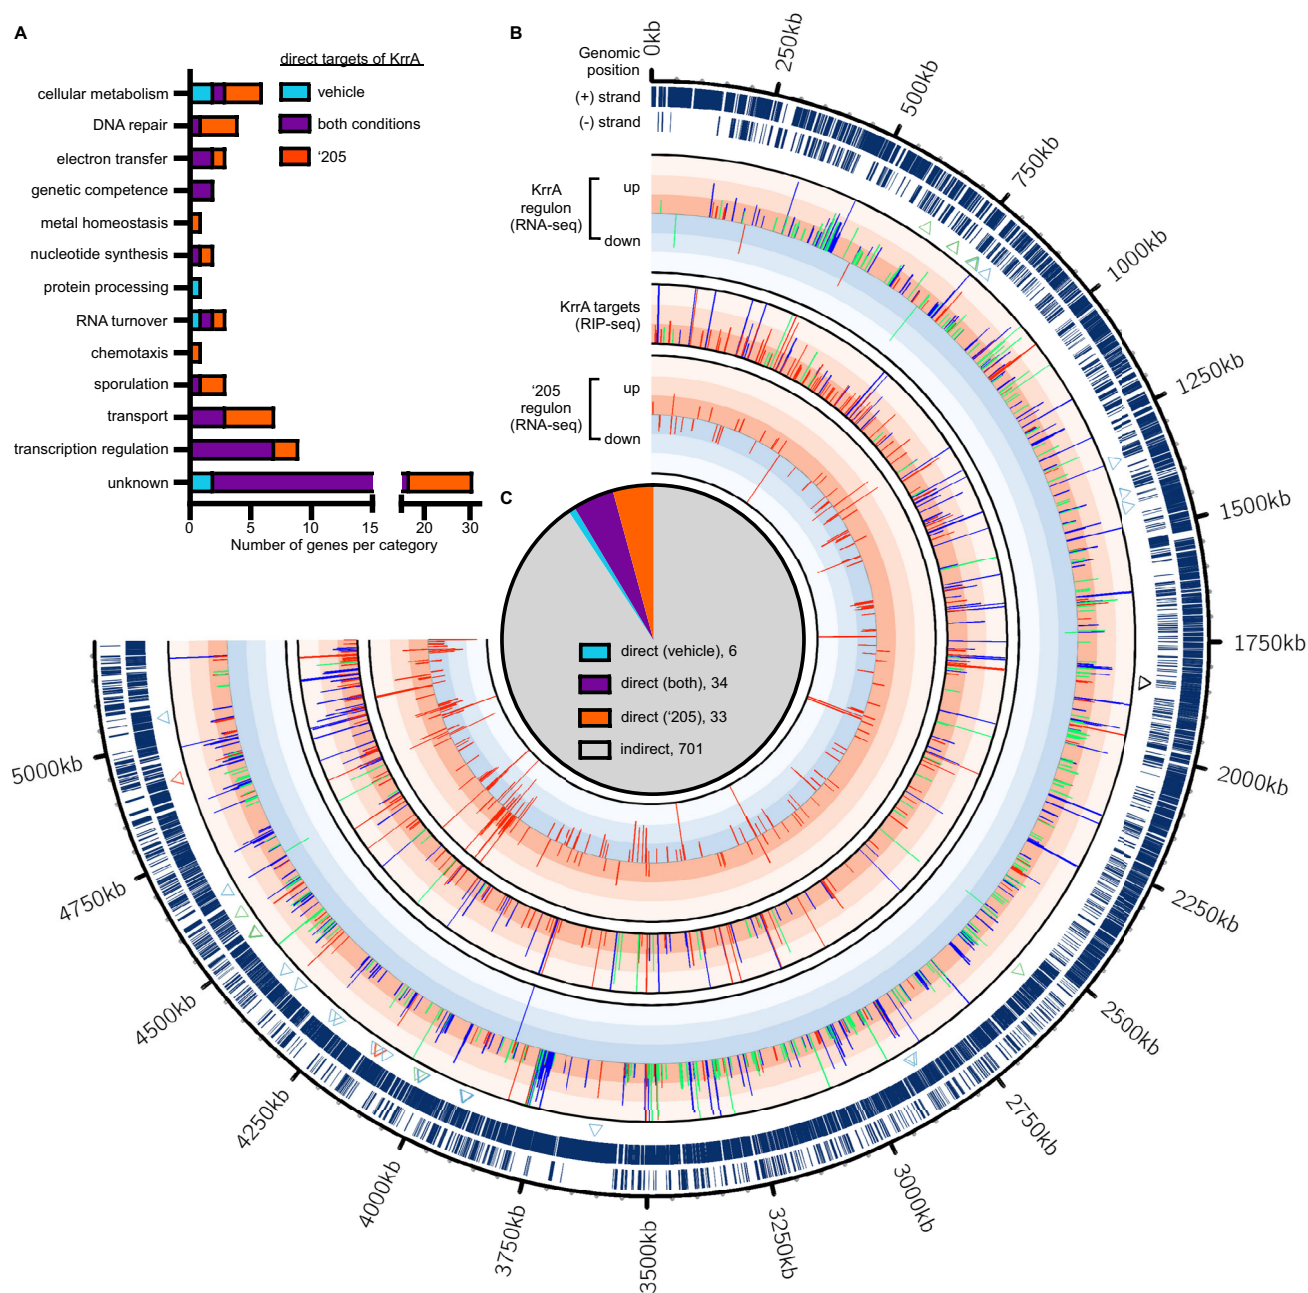 A
direct targets of KrrA
vehicle
both conditions
‘205
cellular metabolism
DNA repair
electron transfer
genetic competence
metal homeostasis
nucleotide synthesis
protein processing
RNA turnover
chemotaxis
sporulation
transport
transcription regulation
unknown
0
5
10
15
20
30
Number of genes per category
B
Genomic
position
(+) strand
(-) strand
KrrA
regulon
(RNA-seq)
up
down
KrrA targets
(RIP-seq)
‘205
regulon
(RNA-seq)
up
down
0kb
250kb
500kb
750kb
1000kb
1250kb
1500kb
1750kb
2000kb
2250kb
2500kb
2750kb
3000kb
3250kb
3500kb
3750kb
4000kb
4250kb
4500kb
4750kb
5000kb
C
direct (vehicle), 6
direct (both), 34
direct (‘205), 33
indirect, 701